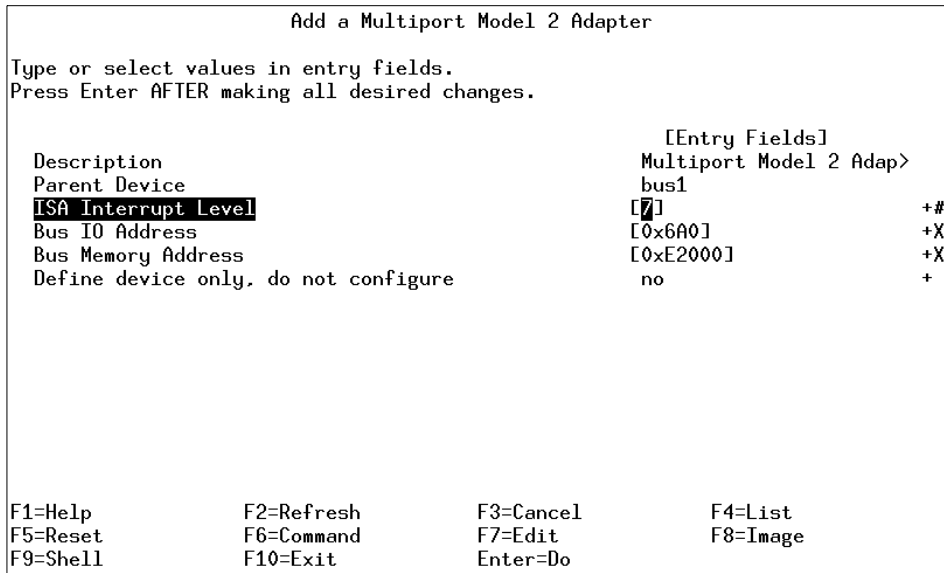 Add a Multiport Model 2 Adapter
Type or select values in entry fields.
Press Enter AFTER making all desired changes.
[Entry Fields]
Description Multiport Model 2 Adap>
Parent Device bus1
ISA Interrupt Level [7] +#
Bus IO Address [0x6A0] +X
Bus Memory Address [0xE2000] +X
Define device only, do not configure no +
F1=Help F2=Refresh F3=Cancel F4=List
F5=Reset F6=Command F7=Edit F8=Image
F9=Shell F10=Exit Enter=Do